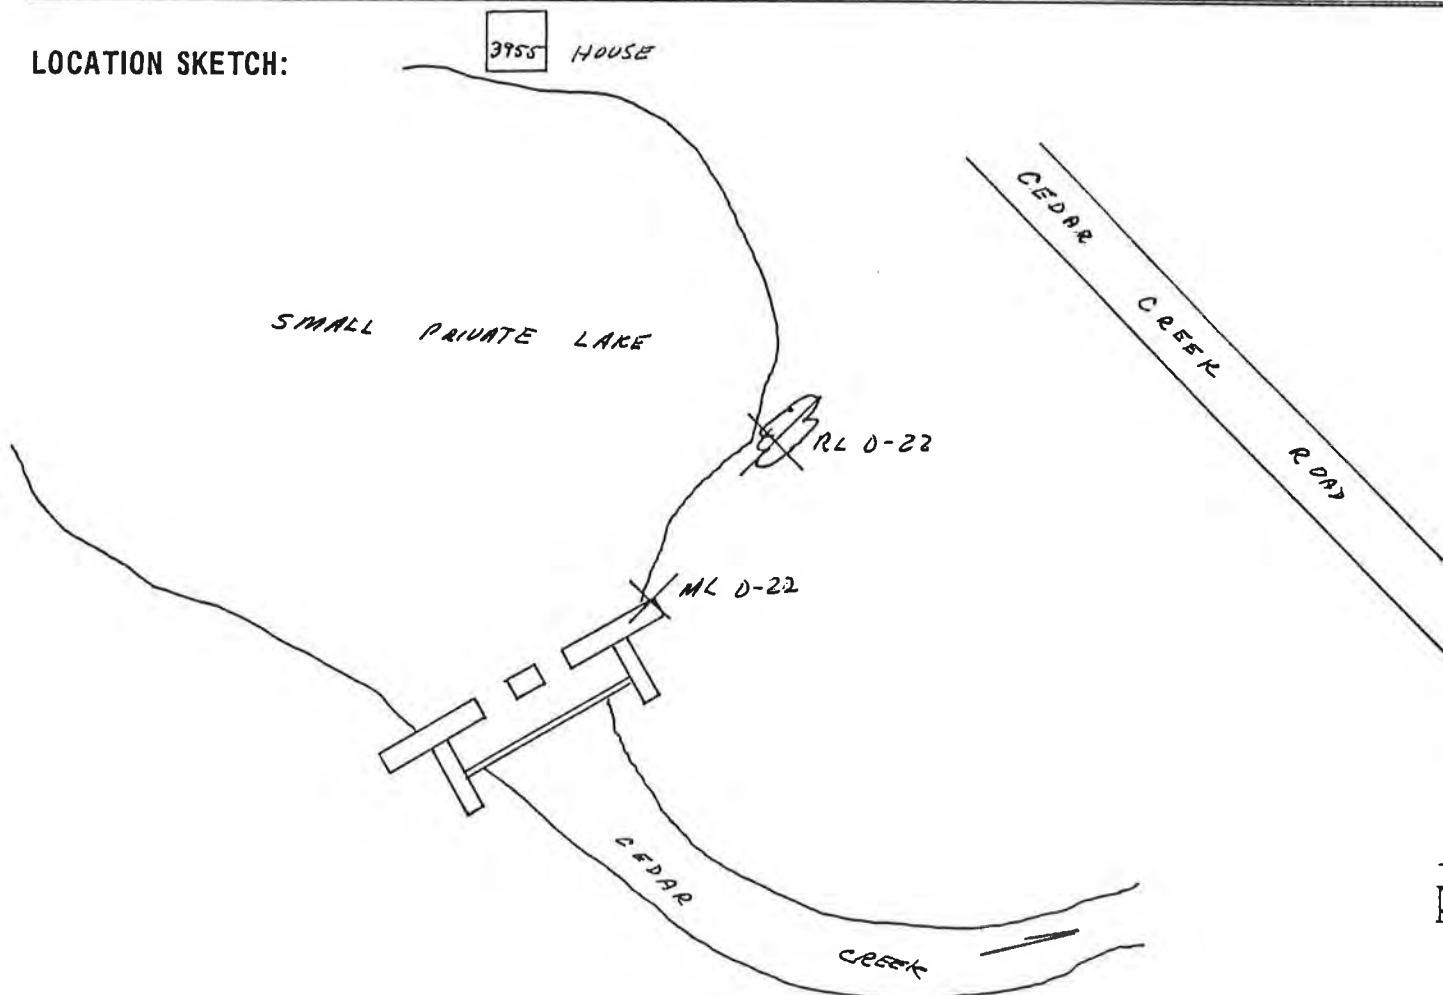 LOCATION SKETCH:
3955 HOUSE
CEDAR CREEK ROAD
SMALL PRIVATE LAKE
RL 0-22
ML 0-22
CEDAR CREEK